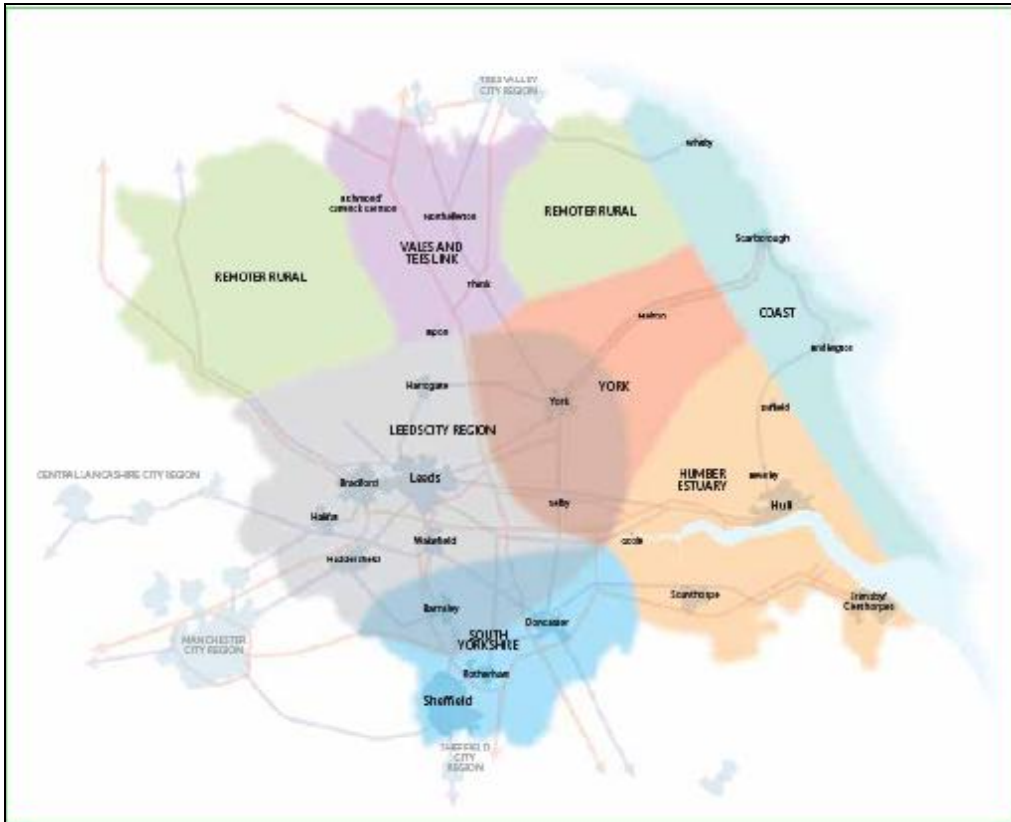 TEES VALLEY
CITY REGION
Whitby
Richmond/
Catterick Garrison
Northallerton
REMOTER RURAL
Scarborough
VALES AND
TEES LINK
REMOTER RURAL
Thirsk
Malton
COAST
Ripon
Bridlington
Harrogate
YORK
York
Driffield
LEEDS CITY REGION
CENTRAL LANCASHIRE CITY REGION
Leeds
Bradford
HUMBER
ESTUARY
Beverley
Selby
Hull
Halifax
Wakefield
Goole
Huddersfield
Scunthorpe
Grimsby/
Cleethorpes
Barnsley
Doncaster
SOUTH
YORKSHIRE
MANCHESTER
CITY REGION
Rotherham
Sheffield
SHEFFIELD
CITY
REGION